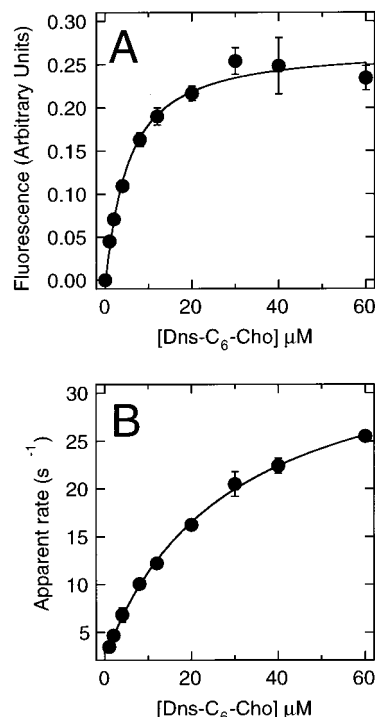 A
Fluorescence (Arbitrary Units)
0.30
0.25
0.20
0.15
0.10
0.05
0.00
0 20 40 60
[Dns-C6-Cho] μM
B
Apparent rate (s⁻¹)
30
25
20
15
10
5
0 20 40 60
[Dns-C6-Cho] μM